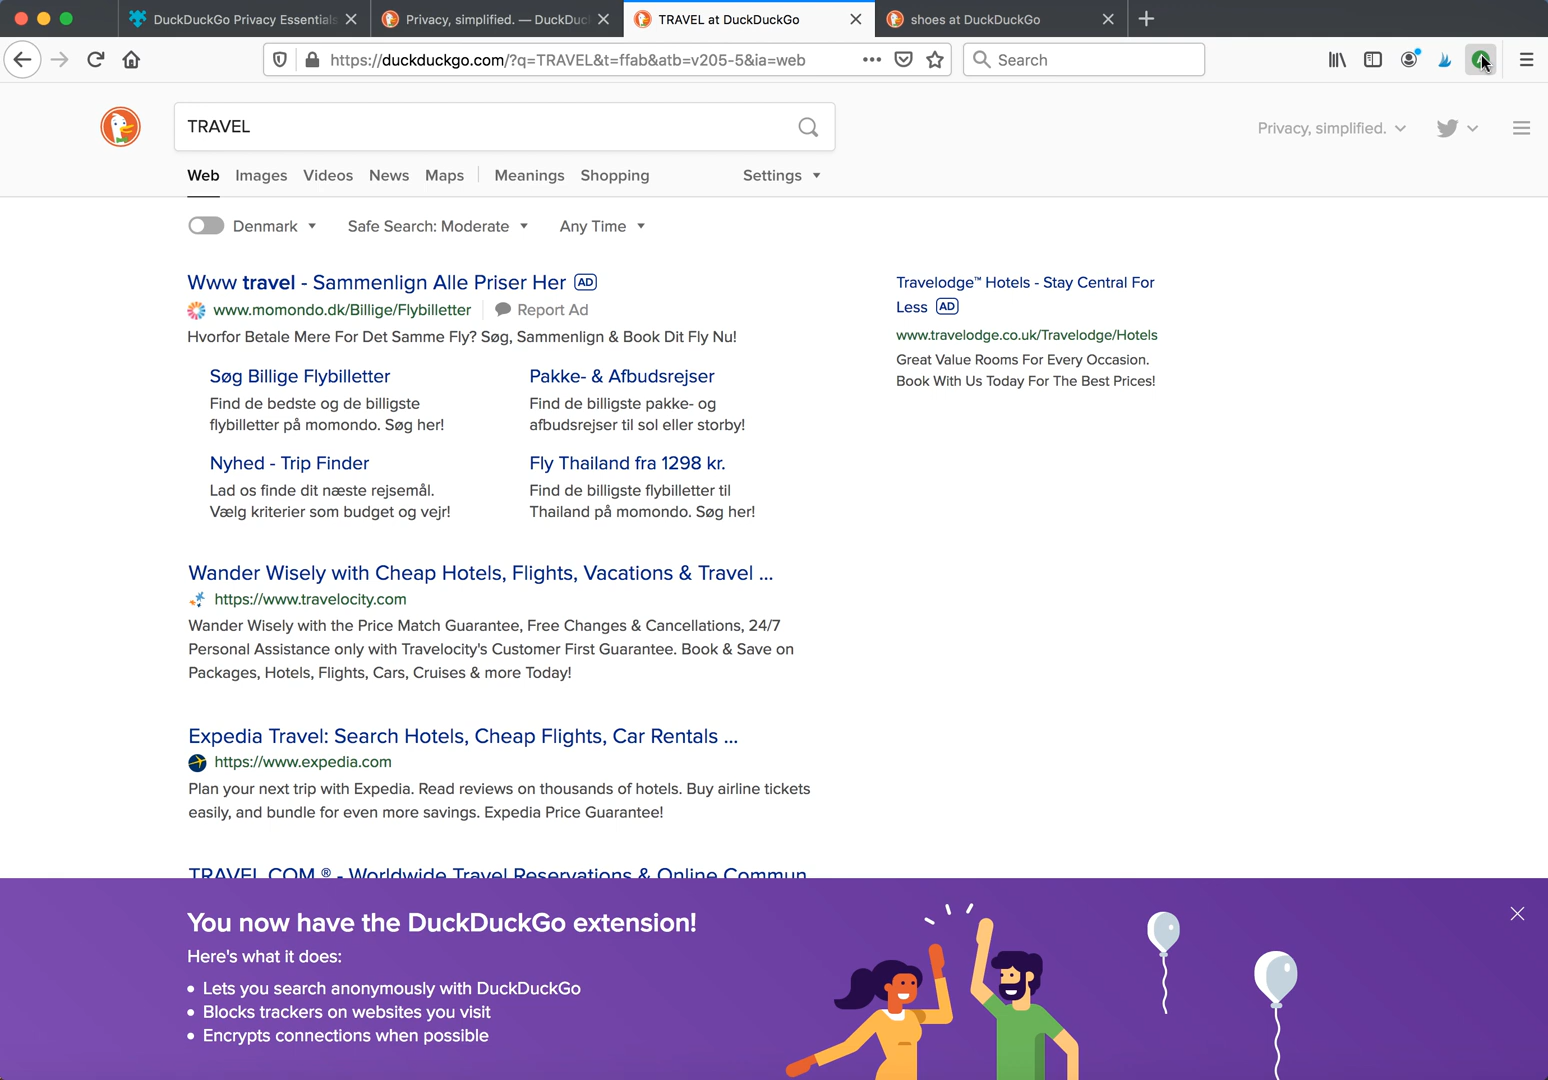 DuckDuckGo Privacy Essentials
Privacy, simplified. — DuckDuc
TRAVEL at DuckDuckGo
shoes at DuckDuckGo
https://duckduckgo.com/?q=TRAVEL&t=ffab&atb=v205-5&ia=web
Search
TRAVEL
Privacy, simplified.
Web Images Videos News Maps Meanings Shopping Settings
Denmark Safe Search: Moderate Any Time
Www travel - Sammenlign Alle Priser Her AD
www.momondo.dk/Billige/Flybilletter Report Ad
Hvorfor Betale Mere For Det Samme Fly? Søg, Sammenlign & Book Dit Fly Nu!
Søg Billige Flybilletter
Find de bedste og de billigste
flybilletter på momondo. Søg her!
Pakke- & Afbudsrejser
Find de billigste pakke- og
afbudsrejser til sol eller storby!
Nyhed - Trip Finder
Lad os finde dit næste rejsemål.
Vælg kriterier som budget og vejr!
Fly Thailand fra 1298 kr.
Find de billigste flybilletter til
Thailand på momondo. Søg her!
Travelodge™ Hotels - Stay Central For
Less AD
www.travelodge.co.uk/Travelodge/Hotels
Great Value Rooms For Every Occasion.
Book With Us Today For The Best Prices!
Wander Wisely with Cheap Hotels, Flights, Vacations & Travel ...
https://www.travelocity.com
Wander Wisely with the Price Match Guarantee, Free Changes & Cancellations, 24/7
Personal Assistance only with Travelocity's Customer First Guarantee. Book & Save on
Packages, Hotels, Flights, Cars, Cruises & more Today!
Expedia Travel: Search Hotels, Cheap Flights, Car Rentals ...
https://www.expedia.com
Plan your next trip with Expedia. Read reviews on thousands of hotels. Buy airline tickets
easily, and bundle for even more savings. Expedia Price Guarantee!
TRAVEL.COM ® - Worldwide Travel Reservations & Online Commun
You now have the DuckDuckGo extension!
Here's what it does:
• Lets you search anonymously with DuckDuckGo
• Blocks trackers on websites you visit
• Encrypts connections when possible